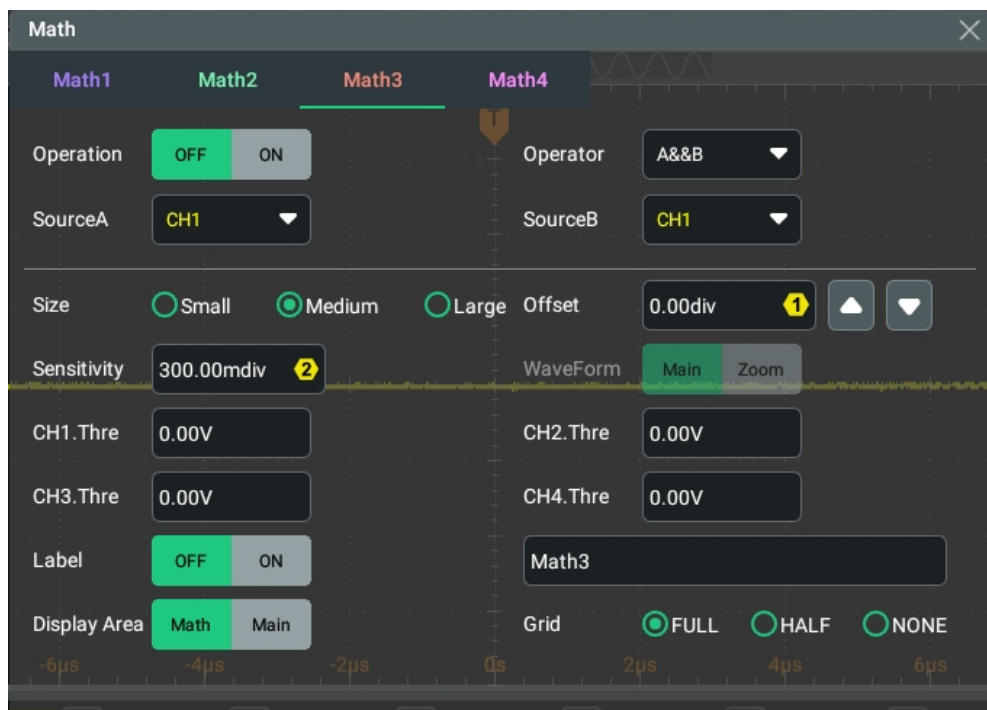 Math
Math1 Math2 Math3 Math4
T
Operation OFF ON Operator A&&B
SourceA CH1 SourceB CH1
Size Small Medium Large Offset 0.00div 1
Sensitivity 300.00mdiv 2 WaveForm Main Zoom
CH1.Thre 0.00V CH2.Thre 0.00V
CH3.Thre 0.00V CH4.Thre 0.00V
Label OFF ON Math3
Display Area Math Main Grid FULL HALF NONE
-6μs -4μs -2μs 0s 2μs 4μs 6μs